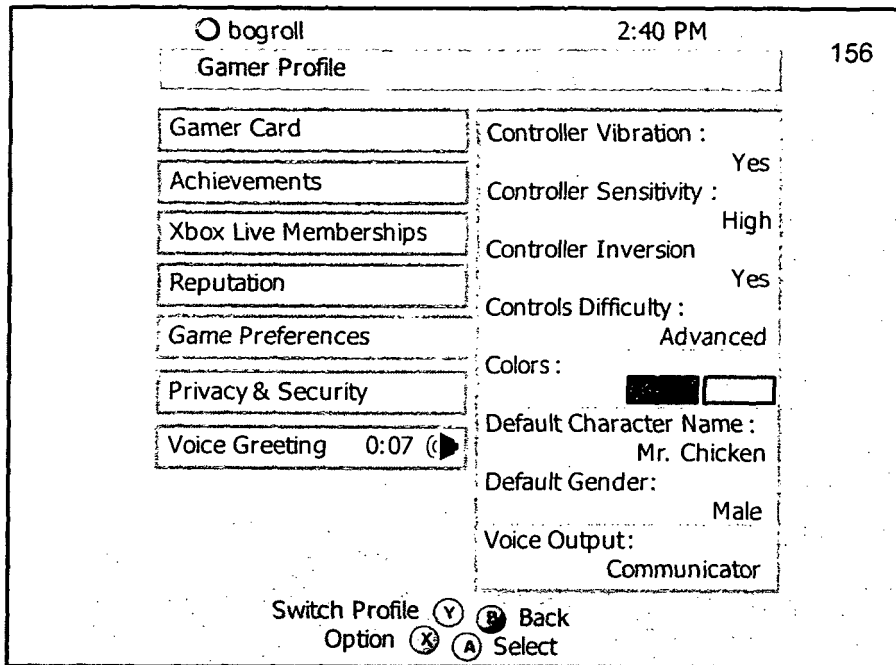 bogroll 2:40 PM
156
Gamer Profile
Gamer Card
Achievements
Xbox Live Memberships
Reputation
Game Preferences
Privacy & Security
Voice Greeting 0:07
Controller Vibration :
Yes
Controller Sensitivity :
High
Controller Inversion
Yes
Controls Difficulty :
Advanced
Colors :
Default Character Name :
Mr. Chicken
Default Gender:
Male
Voice Output:
Communicator
Switch Profile Y B Back
Option X A Select